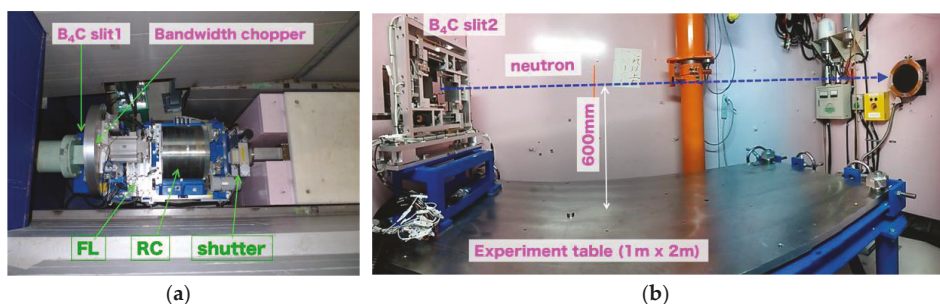 B₄C slit1
Bandwidth chopper
FL
RC
shutter
(a)
B₄C slit2
neutron
600mm
Experiment table (1m x 2m)
(b)